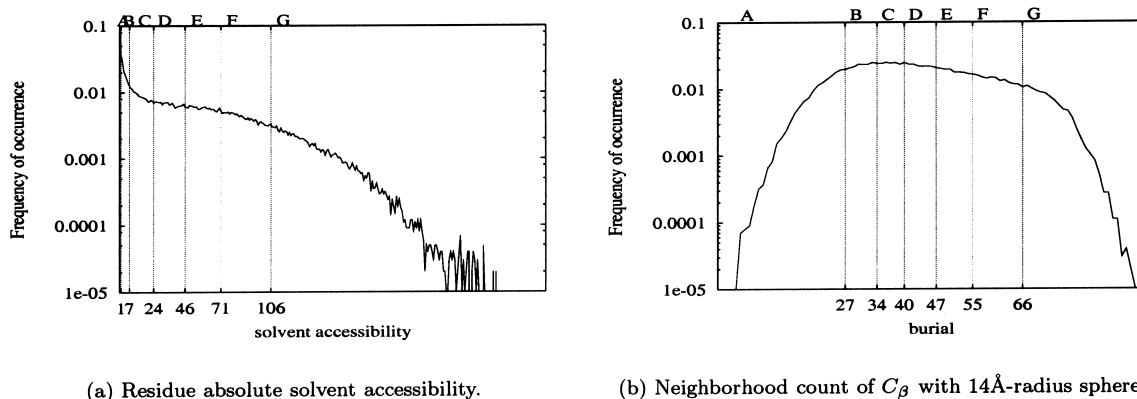 A B C D E F G
0.1
0.01
0.001
0.0001
1e-05
Frequency of occurrence
17 24 46 71 106
solvent accessibility
(a) Residue absolute solvent accessibility.
A B C D E F G
0.1
0.01
0.001
0.0001
1e-05
Frequency of occurrence
27 34 40 47 55 66
burial
(b) Neighborhood count of Cβ with 14Å-radius sphere